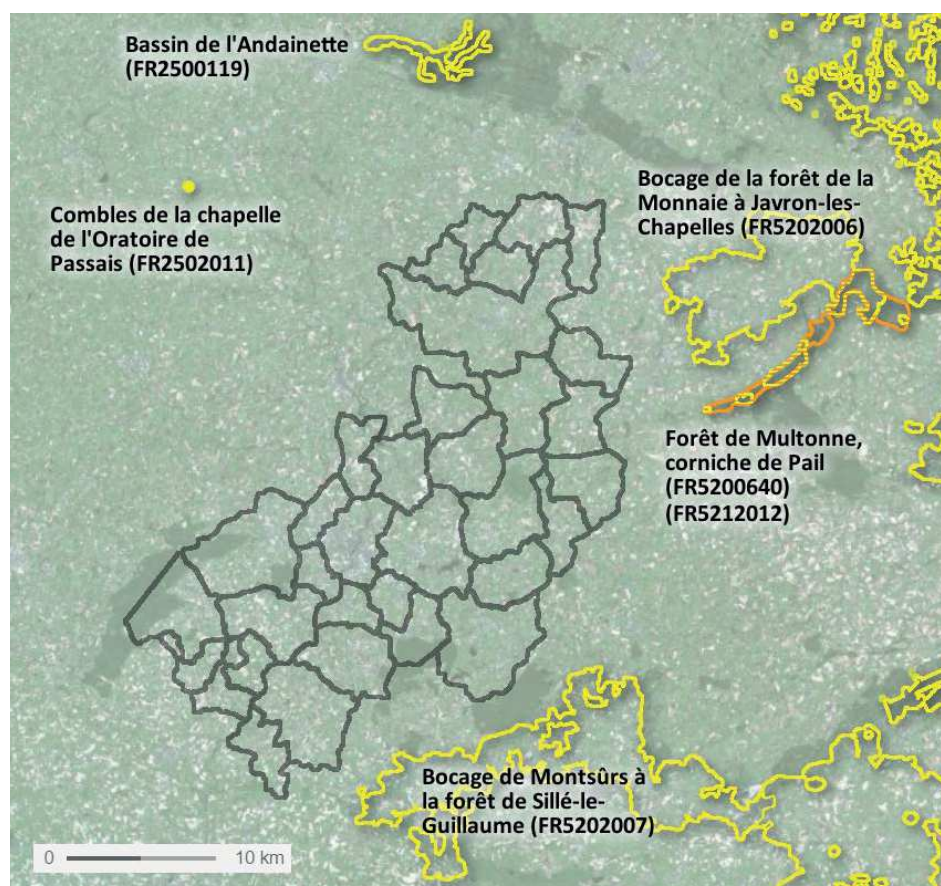 Bassin de l'Andainette
(FR2500119)
Combles de la chapelle
de l'Oratoire de
Passais (FR2502011)
Bocage de la forêt de la
Monnaie à Javron-les-
Chapelles (FR5202006)
Forêt de Multonne,
corniche de Pail
(FR5200640)
(FR5212012)
Bocage de Montsûrs à
la forêt de Sillé-le-
Guillaume (FR5202007)
0 10 km